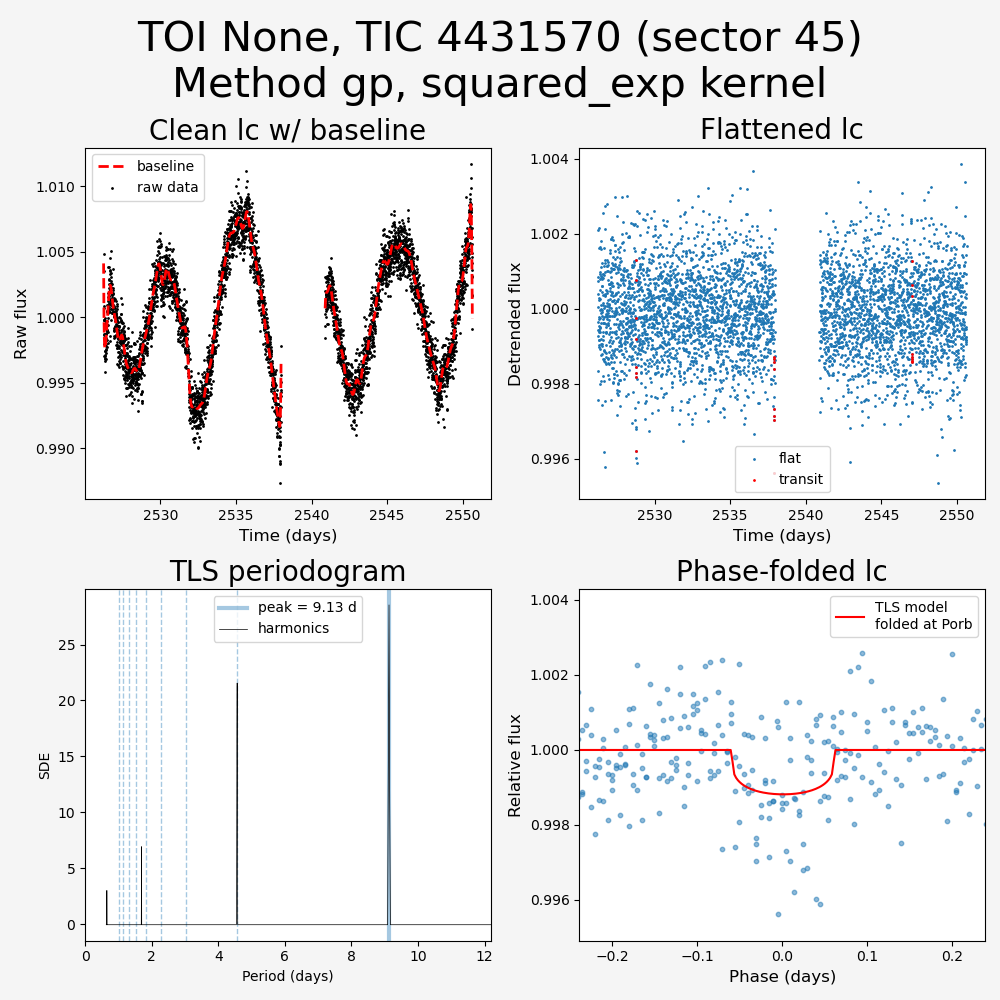 TOI None, TIC 4431570 (sector 45)
Method gp, squared_exp kernel
Clean lc w/ baseline
baseline
raw data
1.010
1.005
1.000
0.995
0.990
Raw flux
2530
2535
2540
2545
2550
Time (days)
Flattened lc
1.004
1.002
1.000
0.998
0.996
Detrended flux
flat
transit
2530
2535
2540
2545
2550
Time (days)
TLS periodogram
peak = 9.13 d
harmonics
25
20
15
10
5
0
SDE
0
2
4
6
8
10
12
Period (days)
Phase-folded lc
TLS model
folded at Porb
1.004
1.002
1.000
0.998
0.996
Relative flux
−0.2
−0.1
0.0
0.1
0.2
Phase (days)